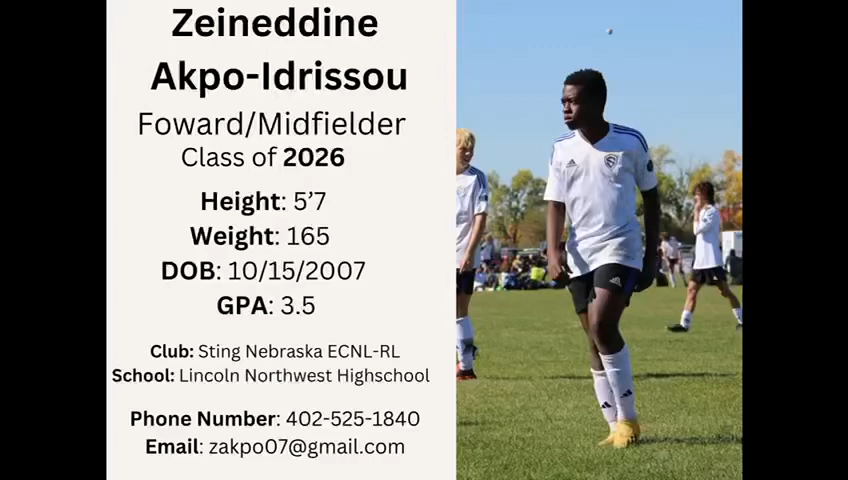 Zeineddine
Akpo-Idrissou
Foward/Midfielder
Class of 2026
Height: 5’7
Weight: 165
DOB: 10/15/2007
GPA: 3.5
Club: Sting Nebraska ECNL-RL
School: Lincoln Northwest Highschool
Phone Number: 402-525-1840
Email: zakpo07@gmail.com